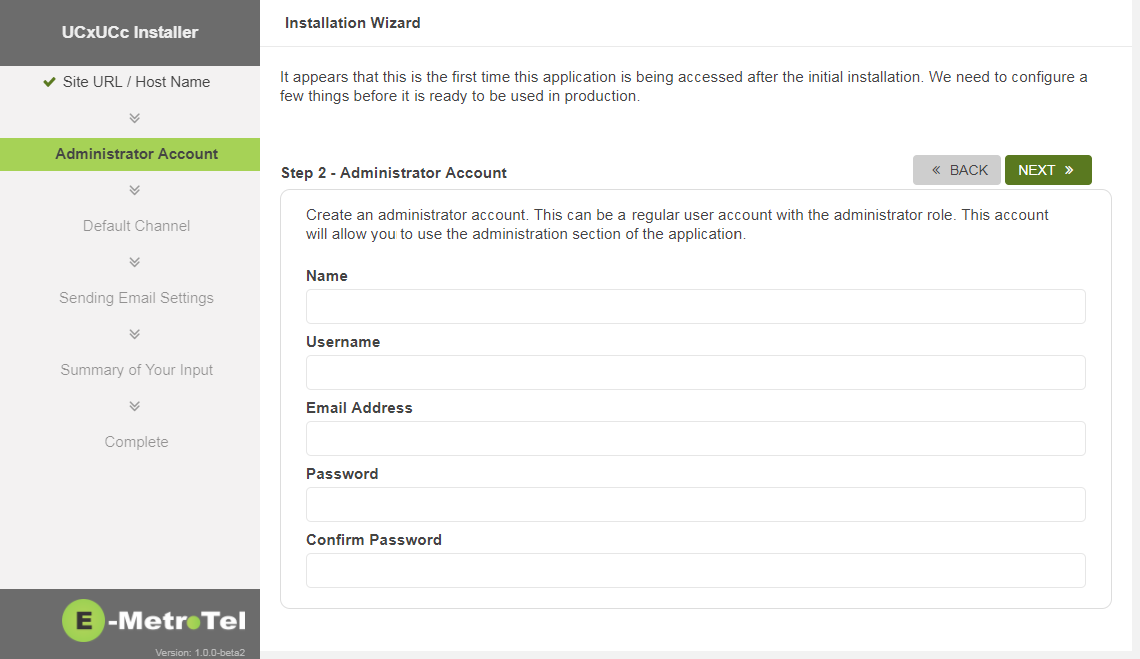 UCxUCc Installer
Site URL / Host Name
Administrator Account
Default Channel
Sending Email Settings
Summary of Your Input
Complete
E-MetroTel
Version: 1.0.0-beta2
Installation Wizard
It appears that this is the first time this application is being accessed after the initial installation. We need to configure a
few things before it is ready to be used in production.
Step 2 - Administrator Account
« BACK
NEXT »
Create an administrator account. This can be a regular user account with the administrator role. This account
will allow you to use the administration section of the application.
Name
Username
Email Address
Password
Confirm Password